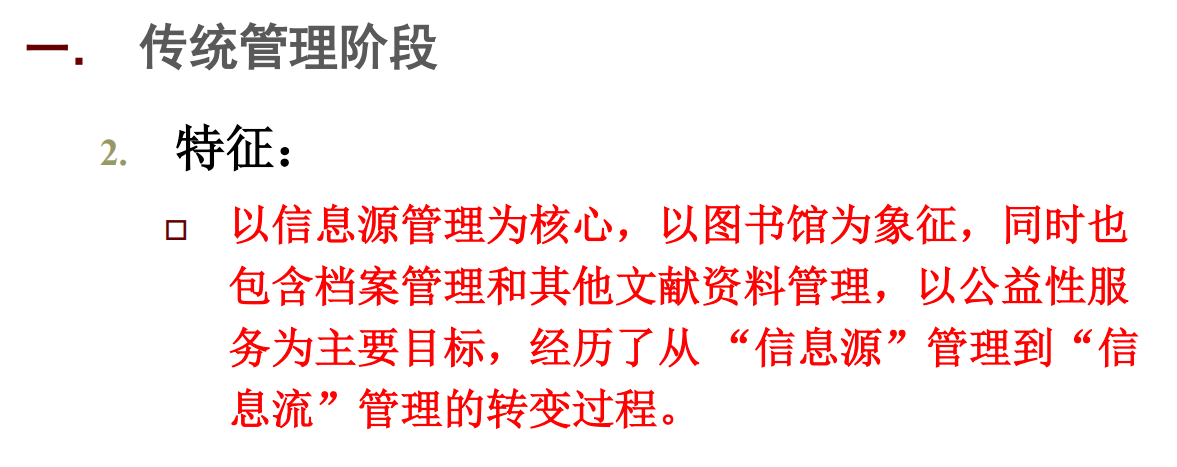 一. 传统管理阶段
2. 特征：
以信息源管理为核心，以图书馆为象征，同时也
包含档案管理和其他文献资料管理，以公益性服
务为主要目标，经历了从 “信息源”管理到“信
息流”管理的转变过程。